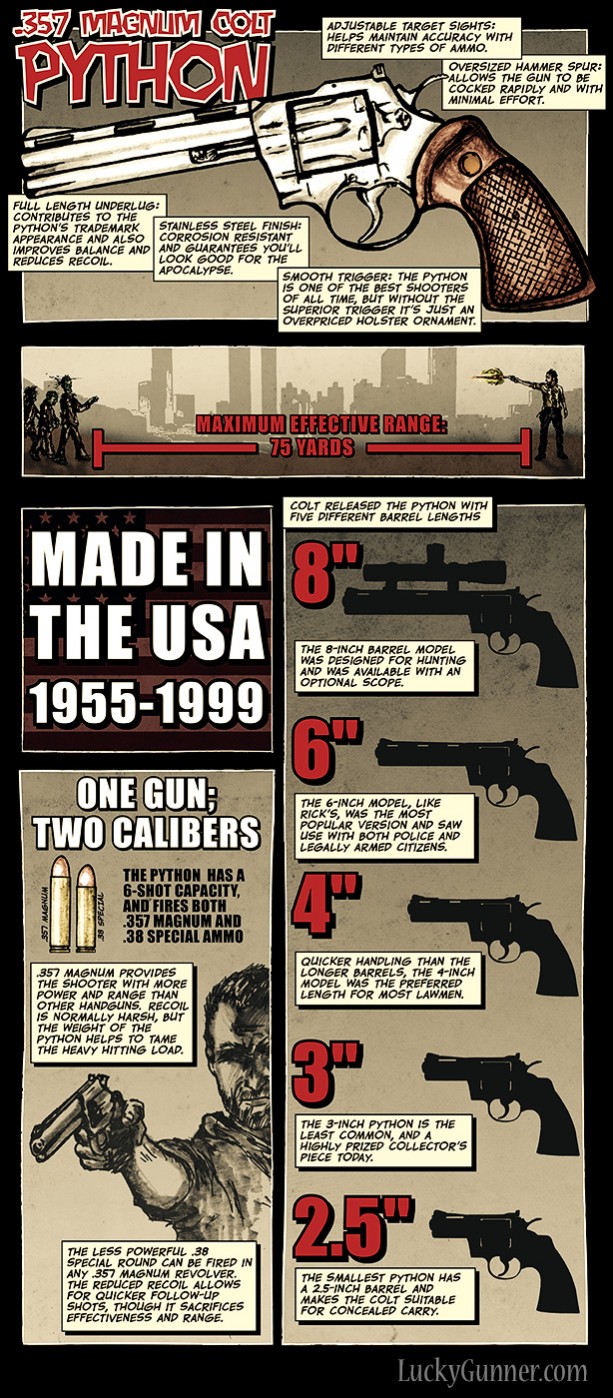 .357 MAGNUM COLT
PYTHON
ADJUSTABLE TARGET SIGHTS:
HELPS MAINTAIN ACCURACY WITH
DIFFERENT TYPES OF AMMO.
OVERSIZED HAMMER SPUR:
ALLOWS THE GUN TO BE
COCKED RAPIDLY AND WITH
MINIMAL EFFORT.
FULL LENGTH UNDERLUG:
CONTRIBUTES TO THE
PYTHON'S TRADEMARK
APPEARANCE AND ALSO
IMPROVES BALANCE AND
REDUCES RECOIL.
STAINLESS STEEL FINISH:
CORROSION RESISTANT
AND GUARANTEES YOU'LL
LOOK GOOD FOR THE
APOCALYPSE.
SMOOTH TRIGGER: THE PYTHON
IS ONE OF THE BEST SHOOTERS
OF ALL TIME, BUT WITHOUT THE
SUPERIOR TRIGGER IT'S JUST AN
OVERPRICED HOLSTER ORNAMENT.
MAXIMUM EFFECTIVE RANGE:
75 YARDS
MADE IN
THE USA
1955-1999
ONE GUN;
TWO CALIBERS
.357 MAGNUM
.38 SPECIAL
THE PYTHON HAS A
6-SHOT CAPACITY,
AND FIRES BOTH
.357 MAGNUM AND
.38 SPECIAL AMMO
.357 MAGNUM PROVIDES
THE SHOOTER WITH MORE
POWER AND RANGE THAN
OTHER HANDGUNS. RECOIL
IS NORMALLY HARSH, BUT
THE WEIGHT OF THE
PYTHON HELPS TO TAME
THE HEAVY HITTING LOAD.
THE LESS POWERFUL .38
SPECIAL ROUND CAN BE FIRED IN
ANY .357 MAGNUM REVOLVER.
THE REDUCED RECOIL ALLOWS
FOR QUICKER FOLLOW-UP
SHOTS, THOUGH IT SACRIFICES
EFFECTIVENESS AND RANGE.
COLT RELEASED THE PYTHON WITH
FIVE DIFFERENT BARREL LENGTHS
8"
THE 8-INCH BARREL MODEL
WAS DESIGNED FOR HUNTING
AND WAS AVAILABLE WITH AN
OPTIONAL SCOPE.
6"
THE 6-INCH MODEL, LIKE
RICK'S, WAS THE MOST
POPULAR VERSION AND SAW
USE WITH BOTH POLICE AND
LEGALLY ARMED CITIZENS.
4"
QUICKER HANDLING THAN THE
LONGER BARRELS, THE 4-INCH
MODEL WAS THE PREFERRED
LENGTH FOR MOST LAWMEN.
3"
THE 3-INCH PYTHON IS THE
LEAST COMMON, AND A
HIGHLY PRIZED COLLECTOR'S
PIECE TODAY.
2.5"
THE SMALLEST PYTHON HAS
A 2.5-INCH BARREL AND
MAKES THE COLT SUITABLE
FOR CONCEALED CARRY.
LuckyGunner.com